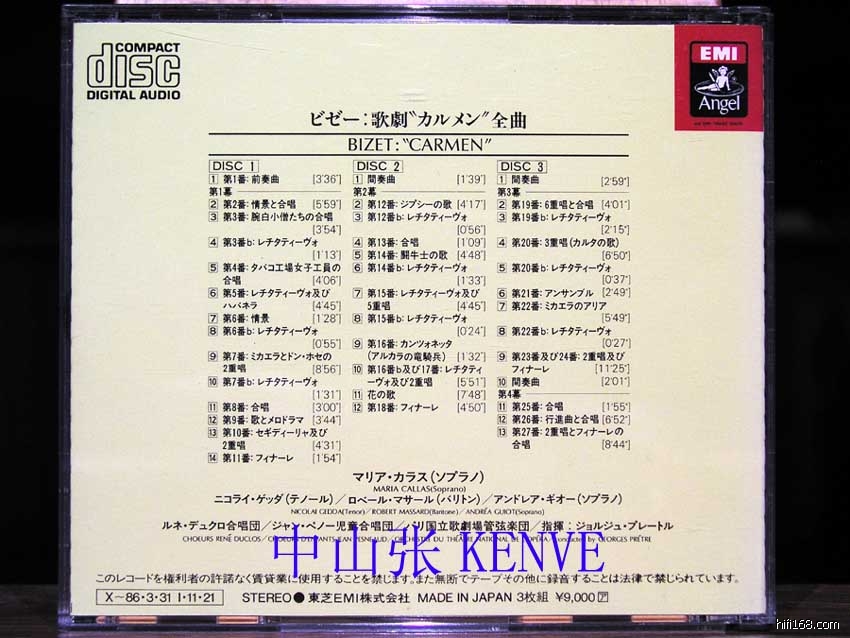 COMPACT
disc
DIGITAL AUDIO
EMI
Angel
ビゼー：歌劇"カルメン"全曲
BIZET: "CARMEN"
DISC 1
1 第1番：前奏曲 [3'36"]
第1幕
2 第2番：情景と合唱 [5'59"]
3 第3番：腕白小僧たちの合唱
[3'54"]
4 第3番b：レチタティーヴォ
[1'13"]
5 第4番：タバコ工場女子工員の
合唱 [4'06"]
6 第5番：レチタティーヴォ及び
ハバネラ [4'45"]
7 第6番：情景 [1'28"]
8 第6番b：レチタティーヴォ
[0'55"]
9 第7番：ミカエラとドン・ホセの
2重唱 [8'56"]
10 第7番b：レチタティーヴォ
[1'31"]
11 第8番：合唱 [3'00"]
12 第9番：歌とメロドラマ [3'44"]
13 第10番：セギディーリャ及び
2重唱 [4'31"]
14 第11番：フィナーレ [1'54"]
DISC 2
1 間奏曲 [1'39"]
第2幕
2 第12番：ジプシーの歌 [4'17"]
3 第12番b：レチタティーヴォ
[0'56"]
4 第13番：合唱 [1'09"]
5 第14番：闘牛士の歌 [4'48"]
6 第14番b：レチタティーヴォ
[1'33"]
7 第15番：レチタティーヴォ及び
5重唱 [4'45"]
8 第15番b：レチタティーヴォ
[0'24"]
9 第16番：カンツォネッタ
(アルカラの竜騎兵) [1'32"]
10 第16番b及び17番：レチタティ
ーヴォ及び2重唱 [5'51"]
11 花の歌 [7'48"]
12 第18番：フィナーレ [4'50"]
DISC 3
1 間奏曲 [2'59"]
第3幕
2 第19番：6重唱と合唱 [4'01"]
3 第19番b：レチタティーヴォ
[2'15"]
4 第20番：3重唱(カルタの歌)
[6'50"]
5 第20番b：レチタティーヴォ
[0'37"]
6 第21番：アンサンブル [2'49"]
7 第22番：ミカエラのアリア
[5'49"]
8 第22番b：レチタティーヴォ
[0'27"]
9 第23番及び24番：2重唱及び
フィナーレ [11'25"]
10 間奏曲 [2'01"]
第4幕
11 第25番：合唱 [1'55"]
12 第26番：行進曲と合唱 [6'52"]
13 第27番：2重唱とフィナーレの
合唱 [8'44"]
マリア・カラス(ソプラノ)
MARIA CALLAS(Soprano)
ニコライ・ゲッダ(テノール)／ロベール・マサール(バリトン)／アンドレア・ギオー(ソプラノ)
NICOLAI GEDDA(Tenor)／ROBERT MASSARD(Baritone)／ANDRÉA GUIOT(Soprano)
ルネ・デュクロ合唱団／ジャン・ペノー児童合唱団／パリ国立歌劇場管弦楽団／指揮：ジョルジュ・プレートル
CHOEURS RENÉ DUCLOS／CHOEURS D'ENFANTS JEAN PESNEAUD／ORCHESTRE DU THÉÂTRE NATIONAL DE L'OPÉRA／conducted by GEORGES PRÊTRE
中山张 KENVE
このレコードを権利者の許諾なく賃貸業に使用することを禁じます。また無断でテープその他に録音することは法律で禁じられています。
X－86・3・31 I・11・21 STEREO● 東芝EMI株式会社 MADE IN JAPAN 3枚組 ¥9,000
hifi168.com